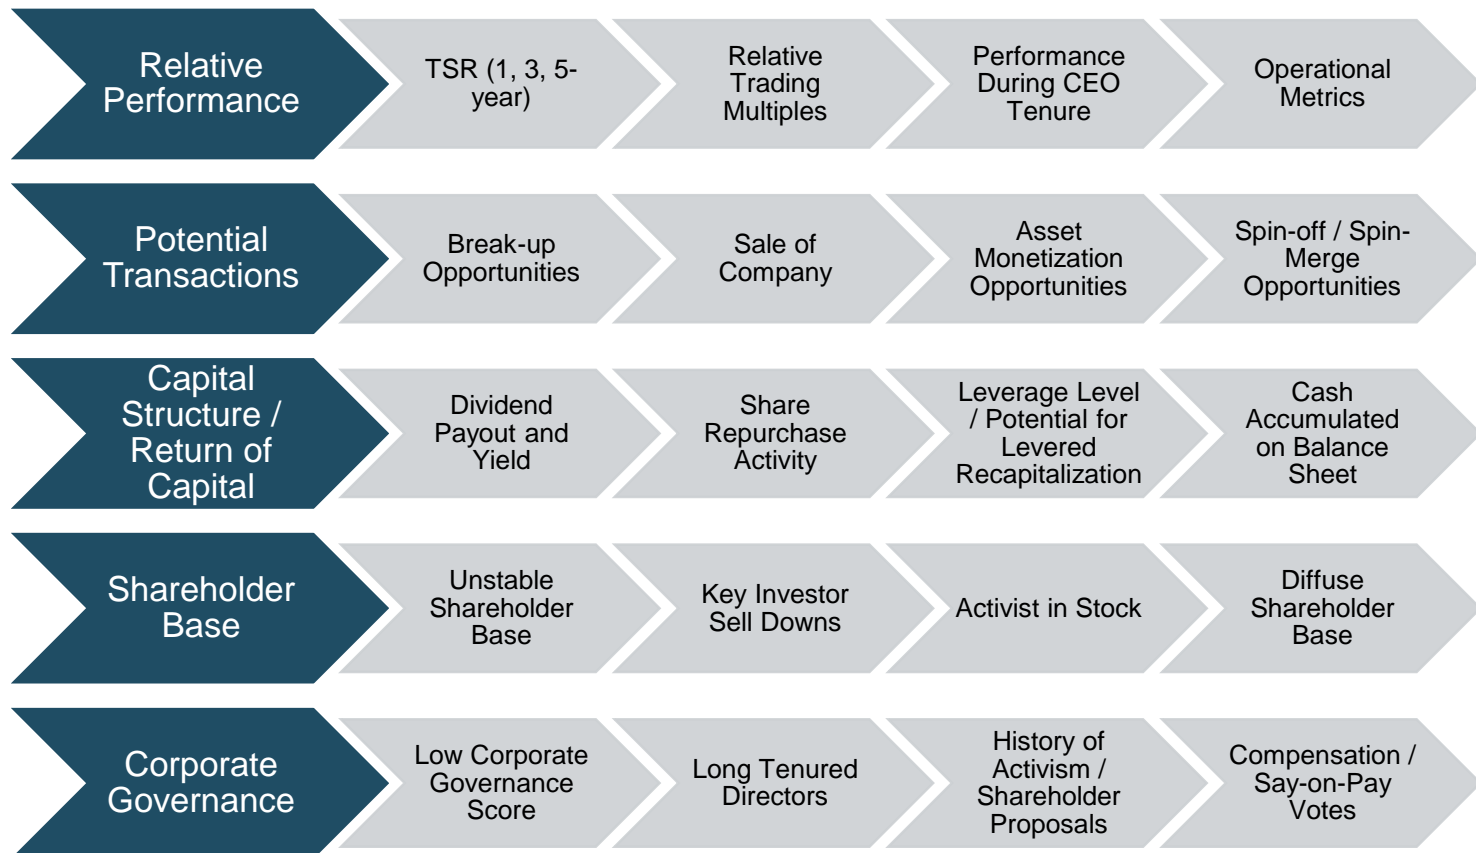 Relative
Performance
TSR (1, 3, 5-
year)
Relative
Trading
Multiples
Performance
During CEO
Tenure
Operational
Metrics
Potential
Transactions
Break-up
Opportunities
Sale of
Company
Asset
Monetization
Opportunities
Spin-off / Spin-
Merge
Opportunities
Capital
Structure /
Return of
Capital
Dividend
Payout and
Yield
Share
Repurchase
Activity
Leverage Level
/ Potential for
Levered
Recapitalization
Cash
Accumulated
on Balance
Sheet
Shareholder
Base
Unstable
Shareholder
Base
Key Investor
Sell Downs
Activist in Stock
Diffuse
Shareholder
Base
Corporate
Governance
Low Corporate
Governance
Score
Long Tenured
Directors
History of
Activism /
Shareholder
Proposals
Compensation /
Say-on-Pay
Votes